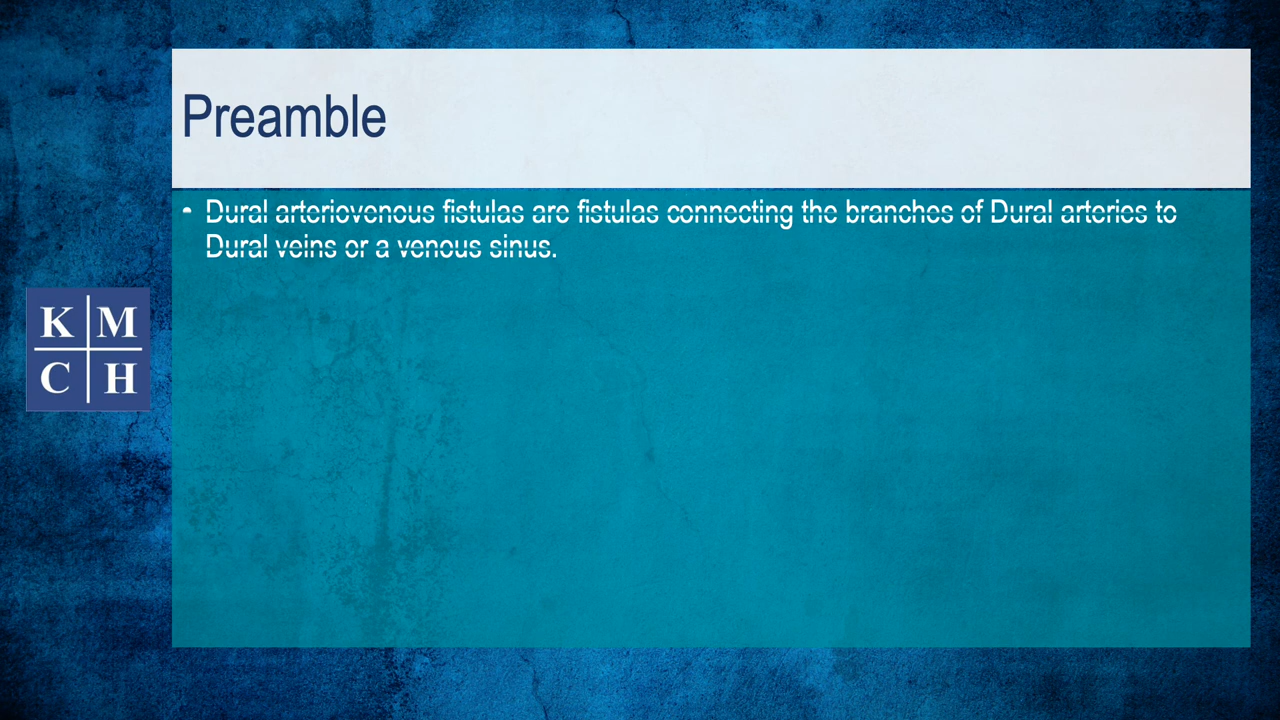 Preamble
• Dural arteriovenous fistulas are fistulas connecting the branches of Dural arteries to
Dural veins or a venous sinus.
K M
C H